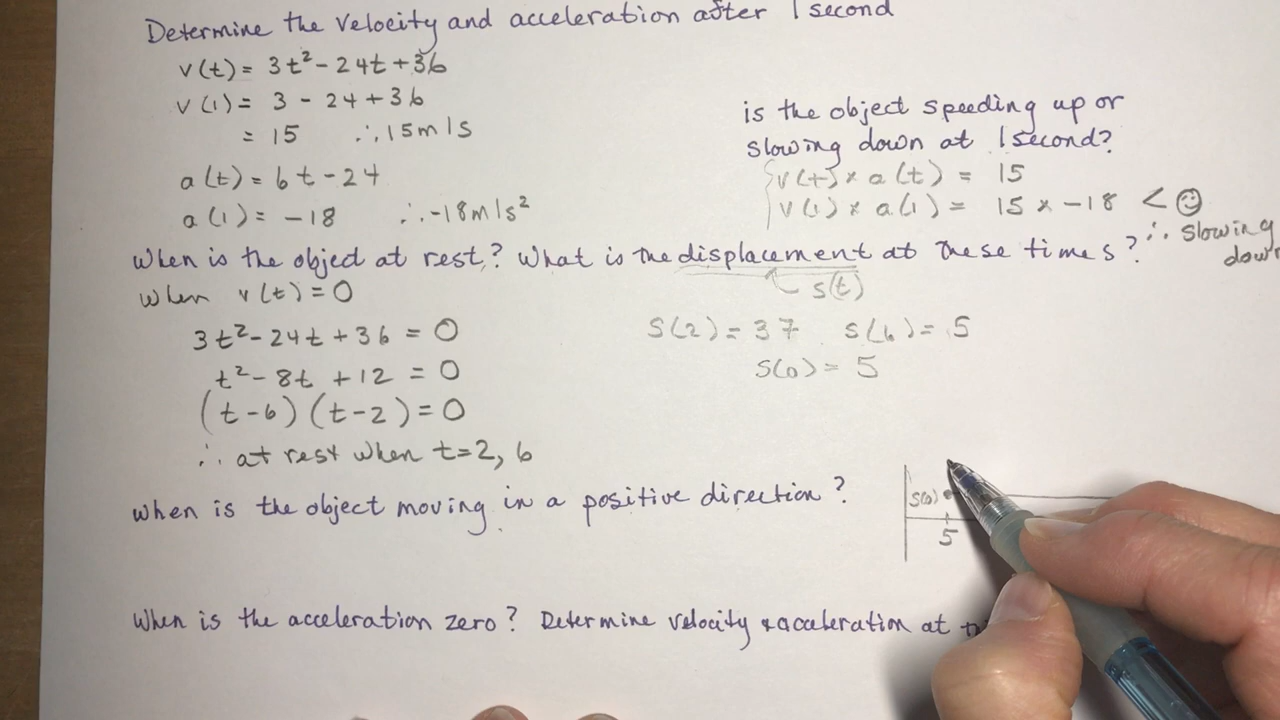 Determine the velocity and acceleration after 1 second
v(t) = 3t² - 24t + 36
v(1) = 3 - 24 + 36
= 15 ∴ 15 m/s
a(t) = 6t - 24
a(1) = -18 ∴ -18 m/s²
is the object speeding up or
slowing down at 1 second?
v(t) × a(t) = 15
v(1) × a(1) = 15 × -18 < ☺
∴ slowing
down
When is the object at rest? What is the displacement at these times?
when v(t) = 0
s(t)
3t² - 24t + 36 = 0
t² - 8t + 12 = 0
(t-6) (t-2) = 0
∴ at rest when t=2, 6
s(2) = 37 s(6) = 5
s(0) = 5
when is the object moving in a positive direction?
s(0)
5
When is the acceleration zero? Determine velocity & acceleration at